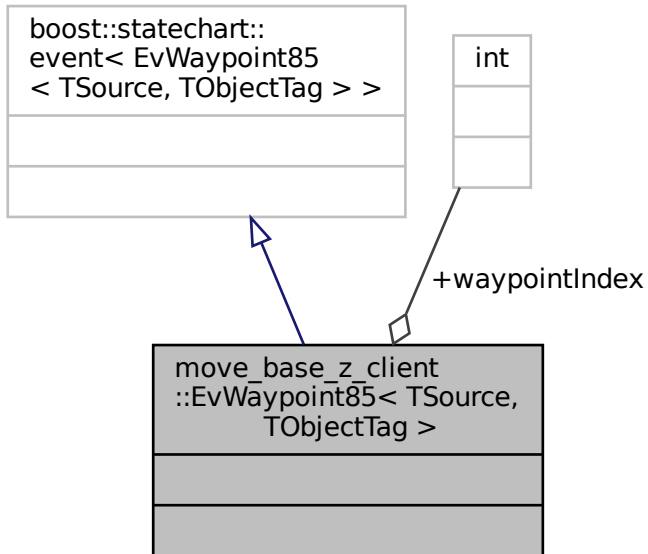 boost::statechart::
event< EvWaypoint85
< TSource, TObjectTag > >
int
+waypointIndex
move_base_z_client
::EvWaypoint85< TSource,
TObjectTag >